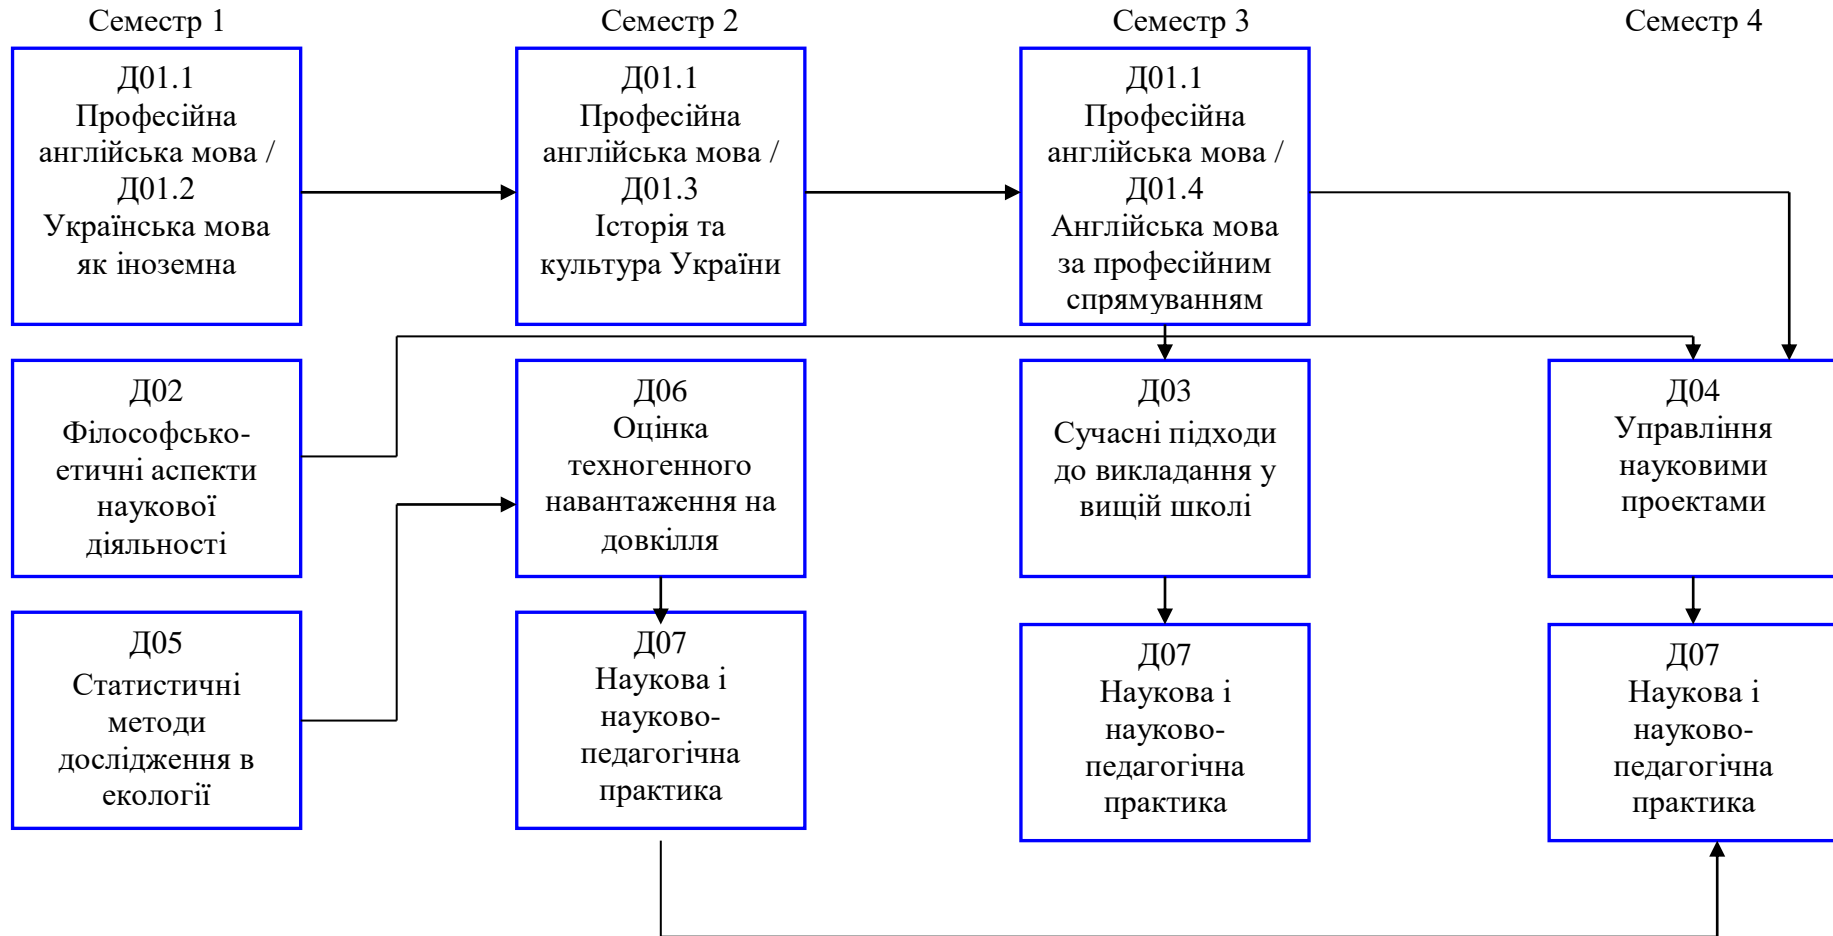 Семестр 1
Семестр 2
Семестр 3
Семестр 4
Д01.1
Професійна
англійська мова /
Д01.2
Українська мова
як іноземна
Д01.1
Професійна
англійська мова /
Д01.3
Історія та
культура України
Д01.1
Професійна
англійська мова /
Д01.4
Англійська мова
за професійним
спрямуванням
Д02
Філософсько-
етичні аспекти
наукової
діяльності
Д06
Оцінка
техногенного
навантаження на
довкілля
Д03
Сучасні підходи
до викладання у
вищій школі
Д04
Управління
науковими
проектами
Д05
Статистичні
методи
дослідження в
екології
Д07
Наукова і
науково-
педагогічна
практика
Д07
Наукова і
науково-
педагогічна
практика
Д07
Наукова і
науково-
педагогічна
практика